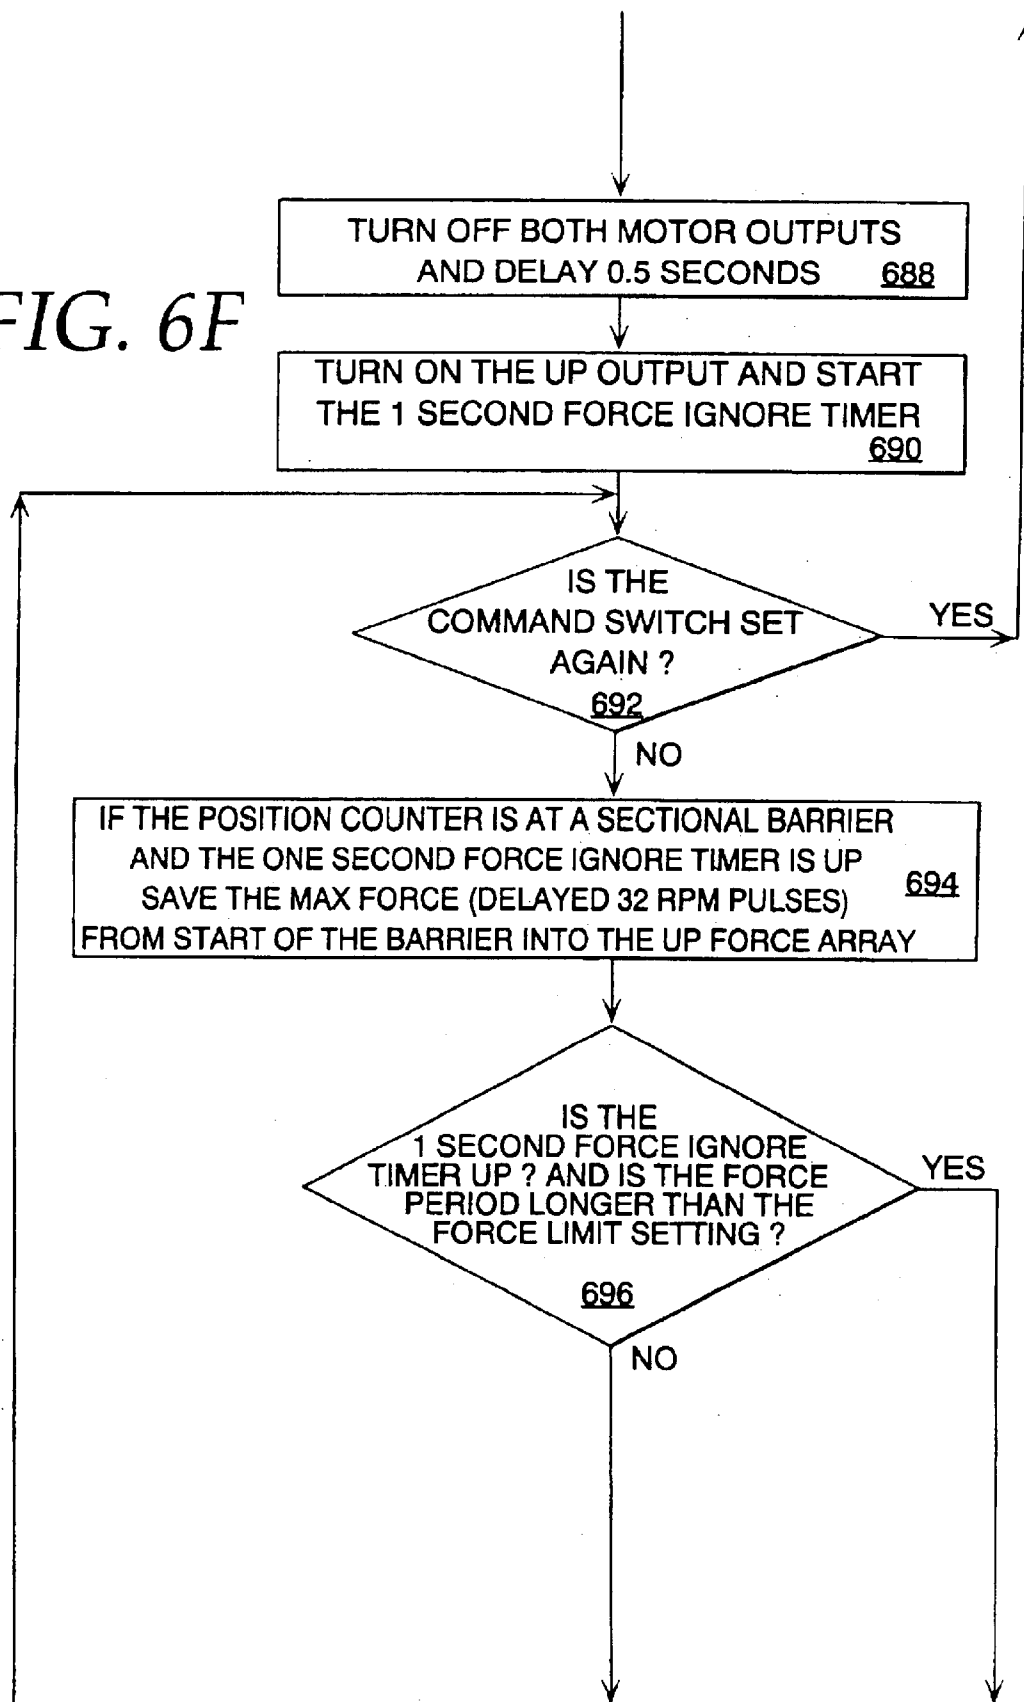 TURN OFF BOTH MOTOR OUTPUTS
AND DELAY 0.5 SECONDS 688
FIG. 6F
TURN ON THE UP OUTPUT AND START
THE 1 SECOND FORCE IGNORE TIMER
690
IS THE
COMMAND SWITCH SET
AGAIN ?
692
YES
NO
IF THE POSITION COUNTER IS AT A SECTIONAL BARRIER
AND THE ONE SECOND FORCE IGNORE TIMER IS UP
SAVE THE MAX FORCE (DELAYED 32 RPM PULSES)
FROM START OF THE BARRIER INTO THE UP FORCE ARRAY
694
IS THE
1 SECOND FORCE IGNORE
TIMER UP ? AND IS THE FORCE
PERIOD LONGER THAN THE
FORCE LIMIT SETTING ?
696
YES
NO